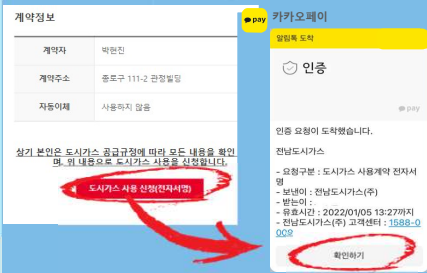 계약정보
계약자 박현진
계약주소 종로구 111-2 관정빌딩
자동이체 사용하지 않음
상기 본인은 도시가스 공급규정에 따라 모든 내용을 확인
며, 위 내용으로 도시가스 사용을 신청합니다.
도시가스 사용 신청(전자서명)
pay 카카오페이
알림톡 도착
인증
pay
인증 요청이 도착했습니다.
전남도시가스
- 요청구분 : 도시가스 사용계약 전자서
명
- 보낸이 : 전남도시가스(주)
- 받는이 :
- 유효시간 : 2022/01/05 13:27까지
- 전남도시가스(주) 고객센터 : 1588-0
확인하기